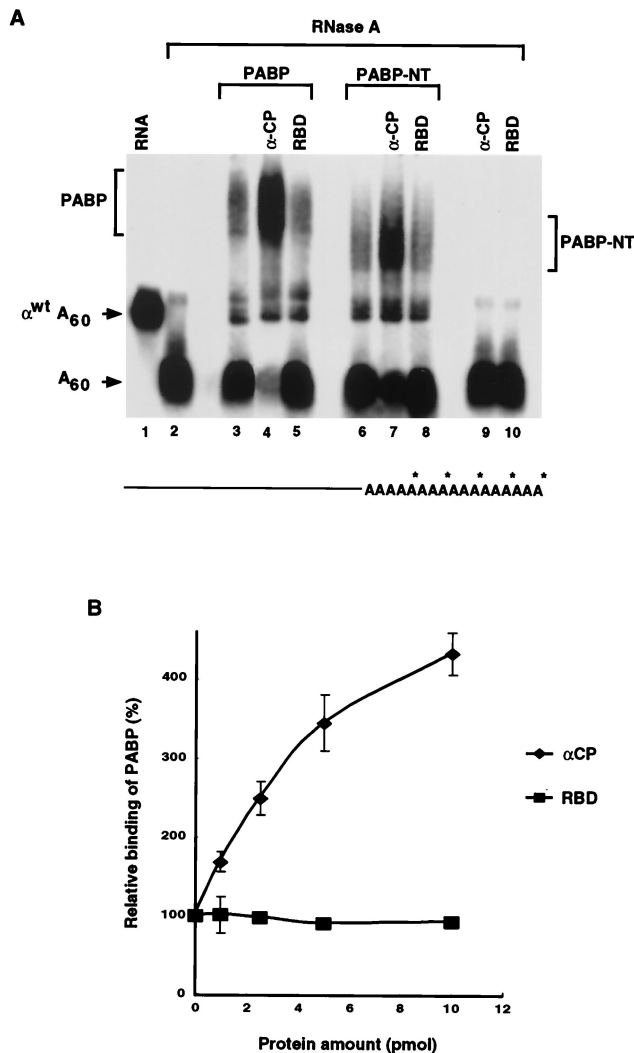 A
RNase A
PABP
PABP-NT
RNA
α-CP
RBD
α-CP
RBD
α-CP
RBD
PABP
PABP-NT
αwt A60
A60
1 2 3 4 5 6 7 8 9 10
* * * * *
AAAAAAAAAAAAAAAAA
B
Relative binding of PABP (%)
400
300
200
100
0
0 2 4 6 8 10 12
Protein amount (pmol)
αCP
RBD